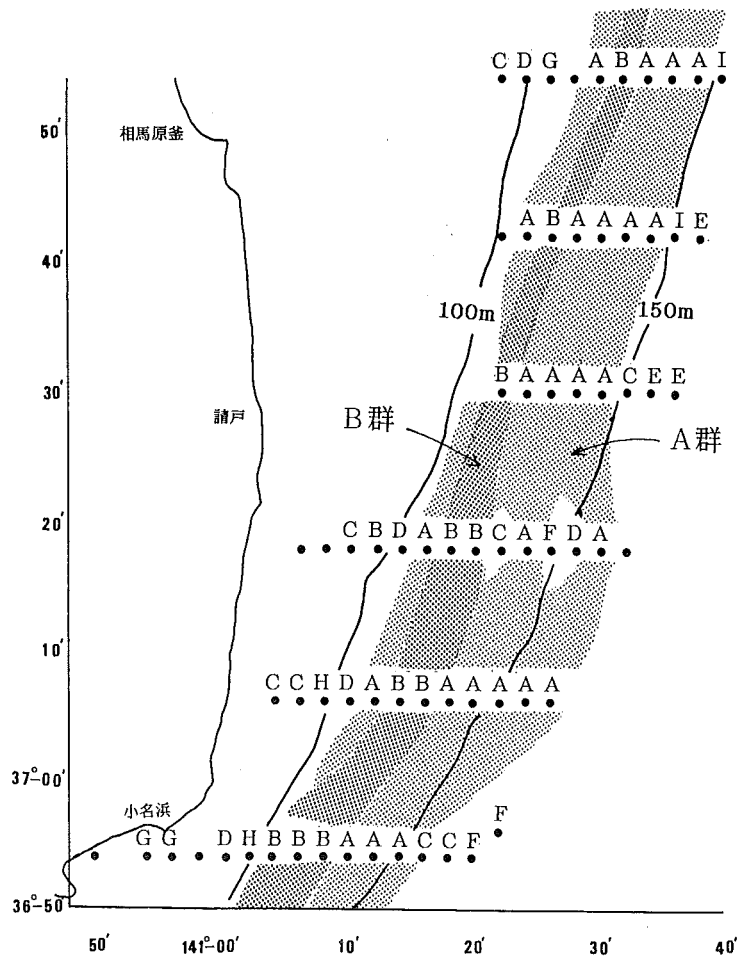 C D G A B A A A I
50′
相馬原釜
A B A A A A I E
40′
100m
150m
B A A A A C E E
30′
請戸
B群
A群
20′
C B D A B B C A F D A
10′
C C H D A B B A A A A A
37°-00′
小名浜
F
G G D H B B B A A A C C F
36-50′
50′
141°-00′
10′
20′
30′
40′